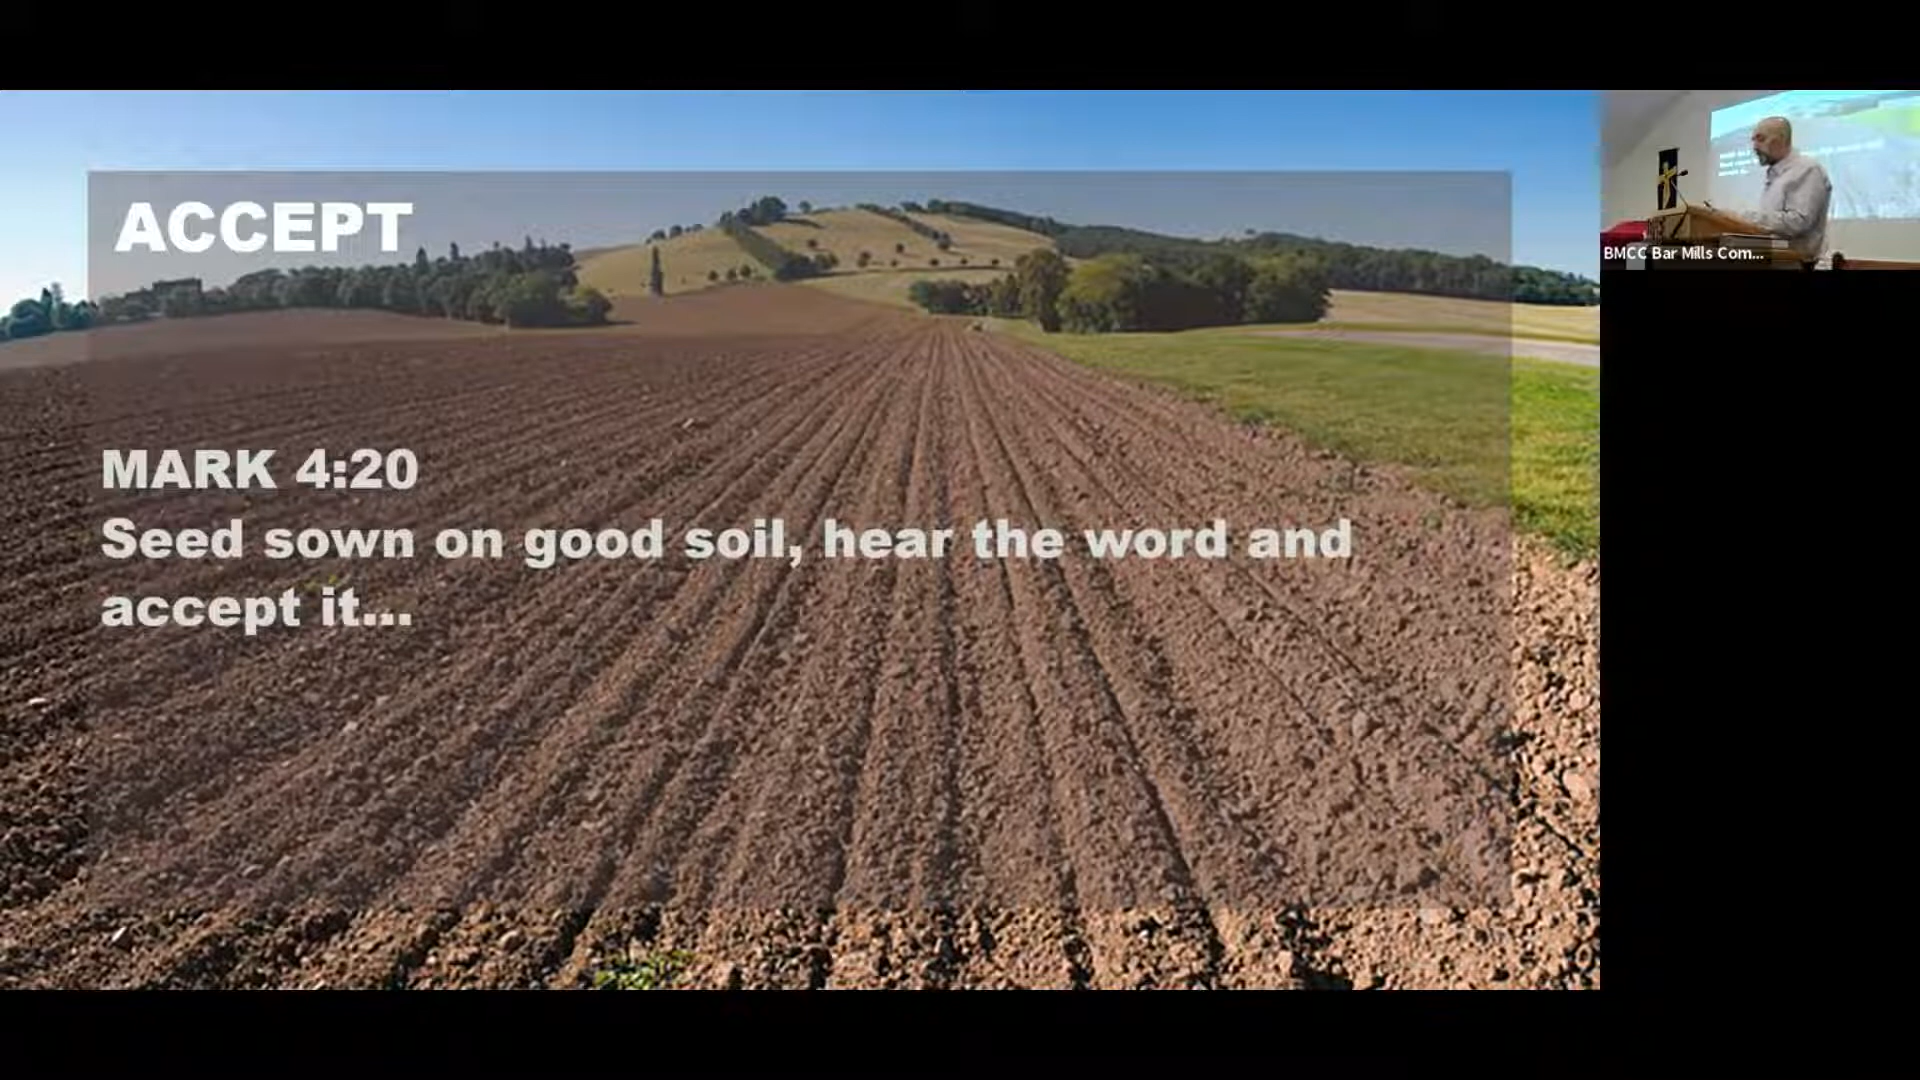 ACCEPT
MARK 4:20
Seed sown on good soil, hear the word and
accept it...
BMCC Bar Mills Com...